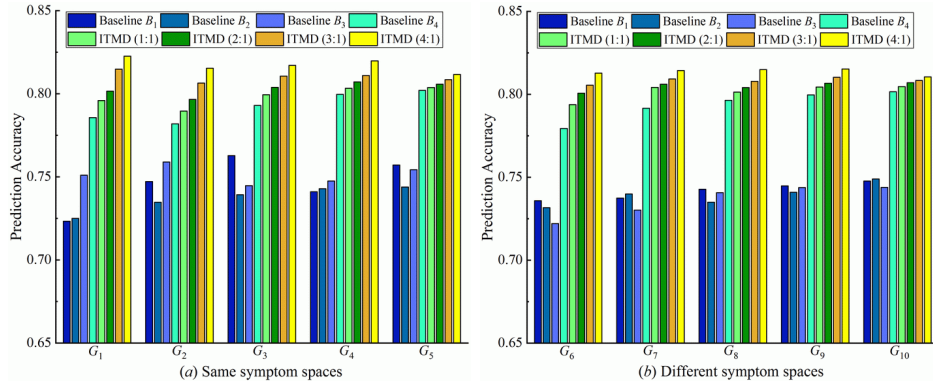 Baseline B1 Baseline B2 Baseline B3 Baseline B4
ITMD (1:1) ITMD (2:1) ITMD (3:1) ITMD (4:1)
0.85
0.80
0.75
0.70
0.65
Prediction Accuracy
G1 G2 G3 G4 G5
(a) Same symptom spaces
Baseline B1 Baseline B2 Baseline B3 Baseline B4
ITMD (1:1) ITMD (2:1) ITMD (3:1) ITMD (4:1)
0.85
0.80
0.75
0.70
0.65
Prediction Accuracy
G6 G7 G8 G9 G10
(b) Different symptom spaces